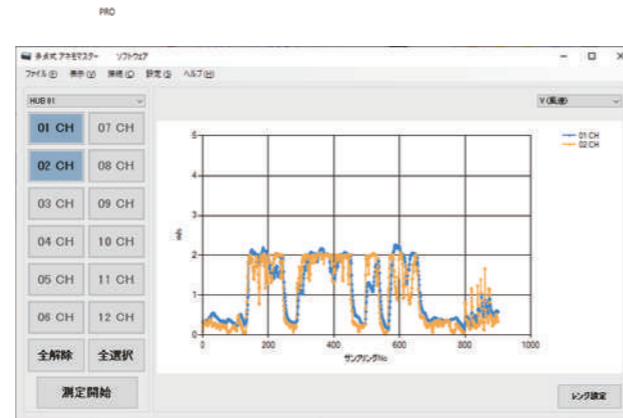 PRO
多点式 アネモマスター ソフトウェア
ファイル(F) 表示(V) 接続(C) 設定(S) ヘルプ(H)
HUB 01
V (風速)
01 CH 07 CH
02 CH 08 CH
03 CH 09 CH
04 CH 10 CH
05 CH 11 CH
06 CH 12 CH
全解除 全選択
測定開始
01 CH
02 CH
5
4
3
2
1
0
m/s
0 200 400 600 800 1000
サンプリングNo
レンジ設定